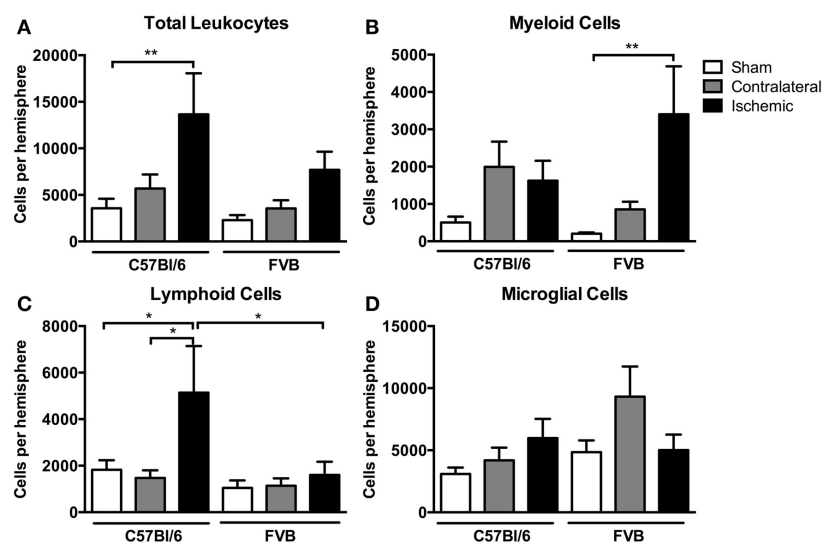 A
Total Leukocytes
Cells per hemisphere
20000
15000
10000
5000
0
**
C57Bl/6
FVB
B
Myeloid Cells
Cells per hemisphere
5000
4000
3000
2000
1000
0
**
C57Bl/6
FVB
Sham
Contralateral
Ischemic
C
Lymphoid Cells
Cells per hemisphere
8000
6000
4000
2000
0
*
*
*
C57Bl/6
FVB
D
Microglial Cells
Cells per hemisphere
15000
10000
5000
0
C57Bl/6
FVB